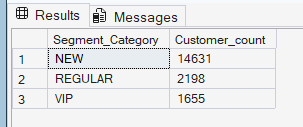 Results Messages
Segment_Category Customer_count
1 NEW 14631
2 REGULAR 2198
3 VIP 1655